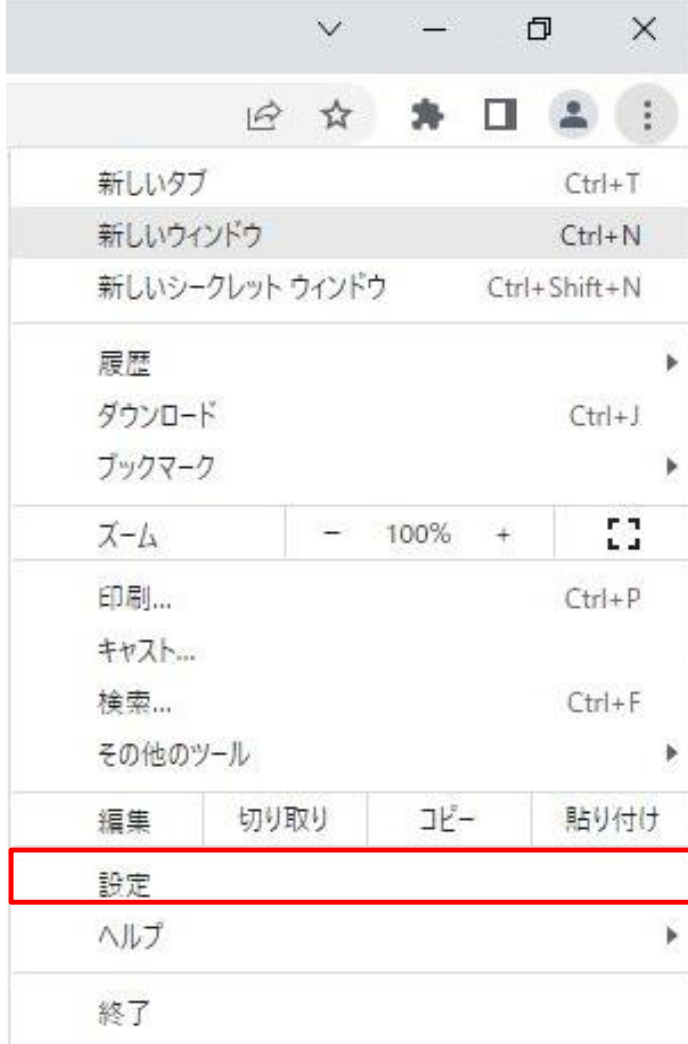 新しいタブ Ctrl+T
新しいウィンドウ Ctrl+N
新しいシークレット ウィンドウ Ctrl+Shift+N
履歴
ダウンロード Ctrl+J
ブックマーク
ズーム − 100% +
印刷... Ctrl+P
キャスト...
検索... Ctrl+F
その他のツール
編集 切り取り コピー 貼り付け
設定
ヘルプ
終了